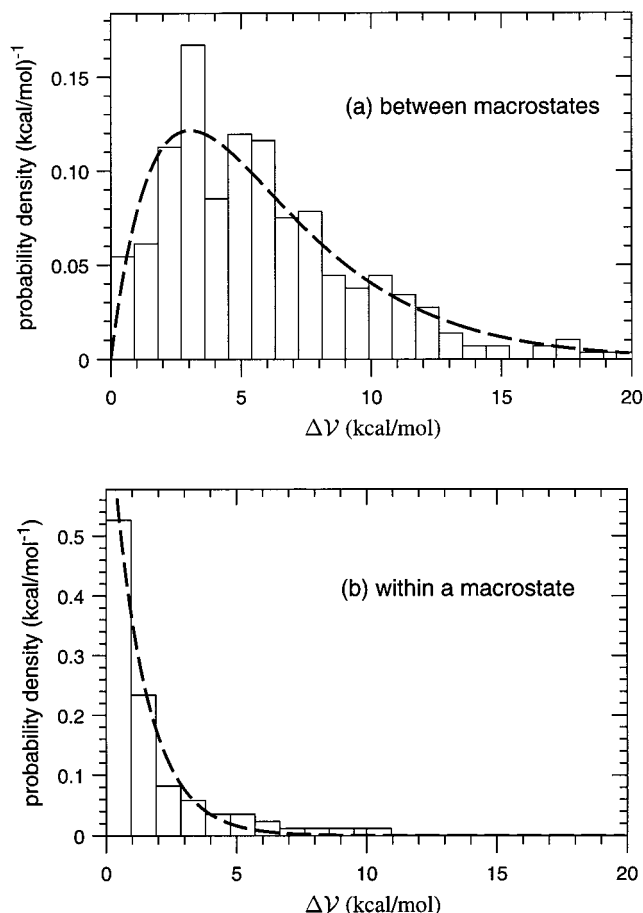 0.15
0.10
0.05
0
probability density (kcal/mol)⁻¹
(a) between macrostates
0 5 10 15 20
Δ𝒱 (kcal/mol)
0.5
0.4
0.3
0.2
0.1
0
probability density (kcal/mol⁻¹)
(b) within a macrostate
0 5 10 15 20
Δ𝒱 (kcal/mol)